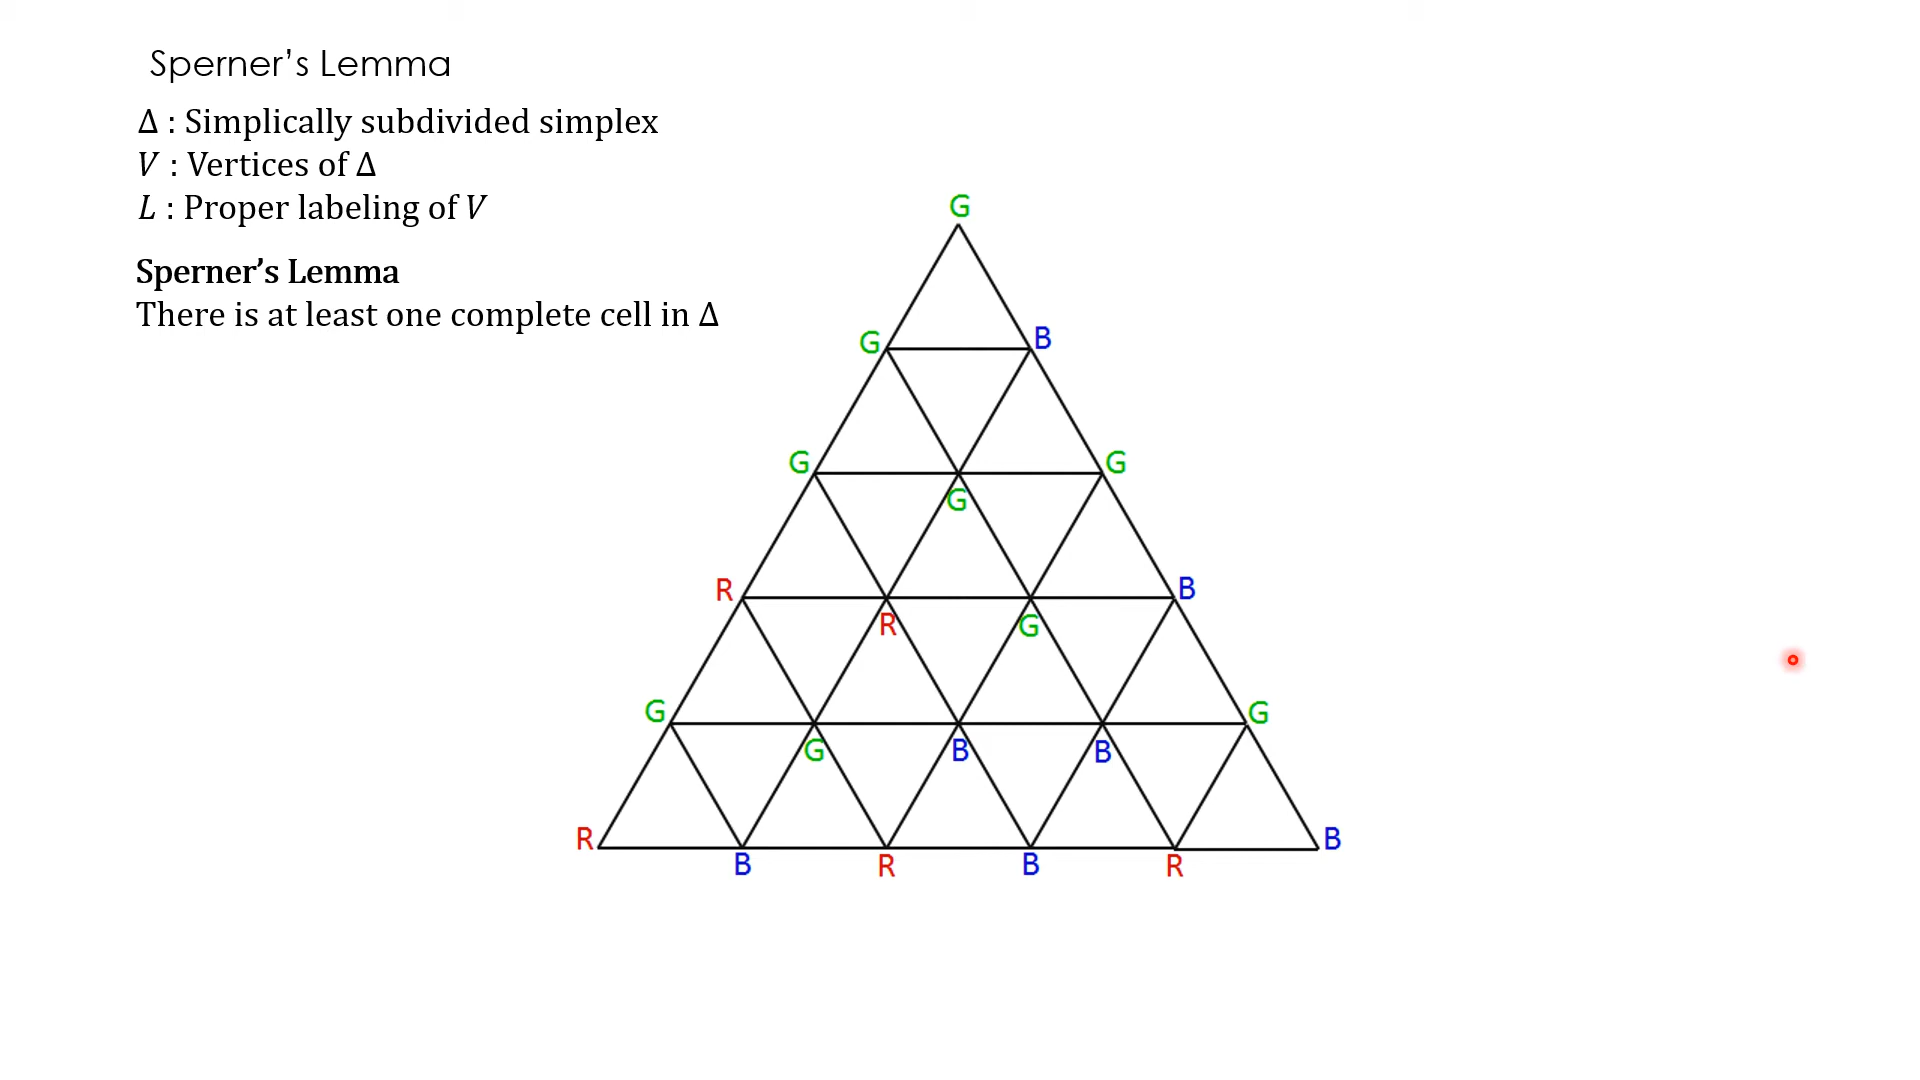 Sperner’s Lemma
Δ : Simplically subdivided simplex
V : Vertices of Δ
L : Proper labeling of V
Sperner’s Lemma
There is at least one complete cell in Δ
G
G B
G G
G
R B
R G
G G
G B B
R B
B R B R